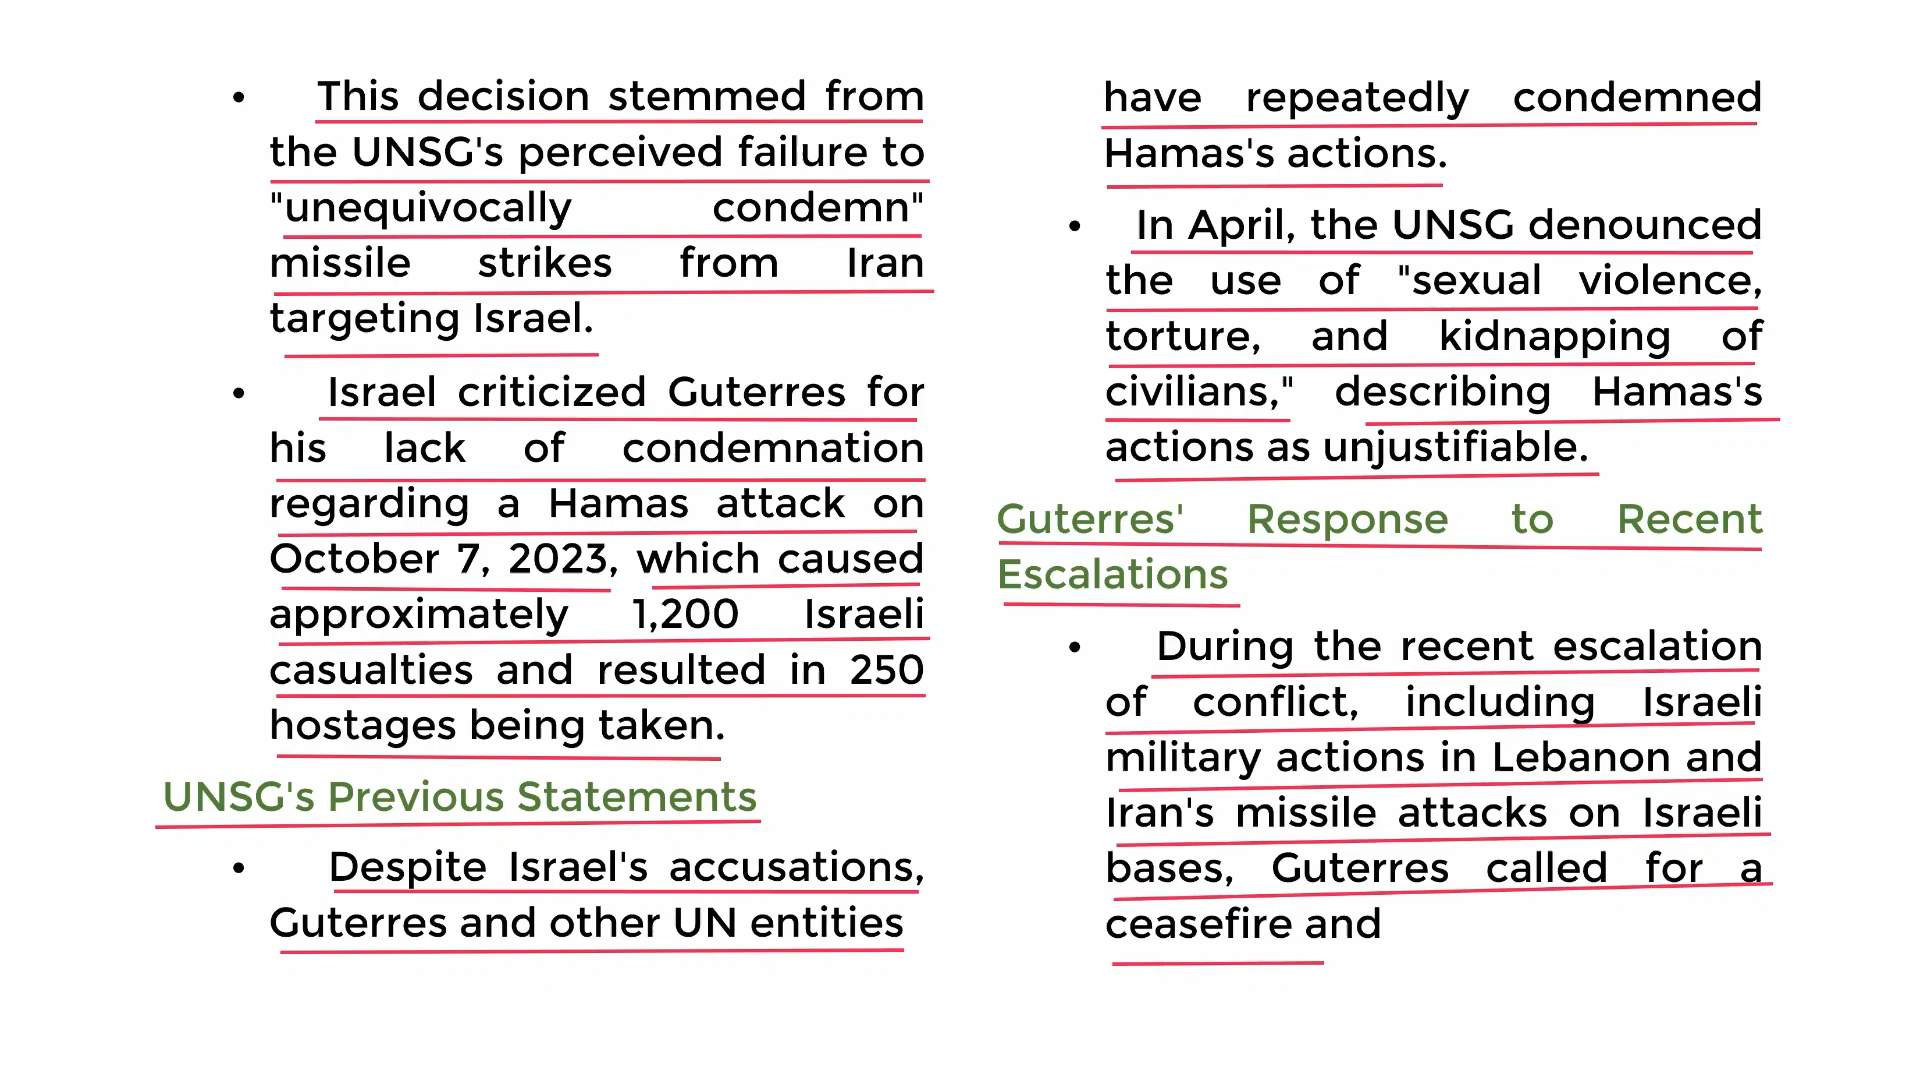 • This decision stemmed from
the UNSG's perceived failure to
"unequivocally condemn"
missile strikes from Iran
targeting Israel.
• Israel criticized Guterres for
his lack of condemnation
regarding a Hamas attack on
October 7, 2023, which caused
approximately 1,200 Israeli
casualties and resulted in 250
hostages being taken.
UNSG's Previous Statements
• Despite Israel's accusations,
Guterres and other UN entities
have repeatedly condemned
Hamas's actions.
• In April, the UNSG denounced
the use of "sexual violence,
torture, and kidnapping of
civilians," describing Hamas's
actions as unjustifiable.
Guterres' Response to Recent
Escalations
• During the recent escalation
of conflict, including Israeli
military actions in Lebanon and
Iran's missile attacks on Israeli
bases, Guterres called for a
ceasefire and